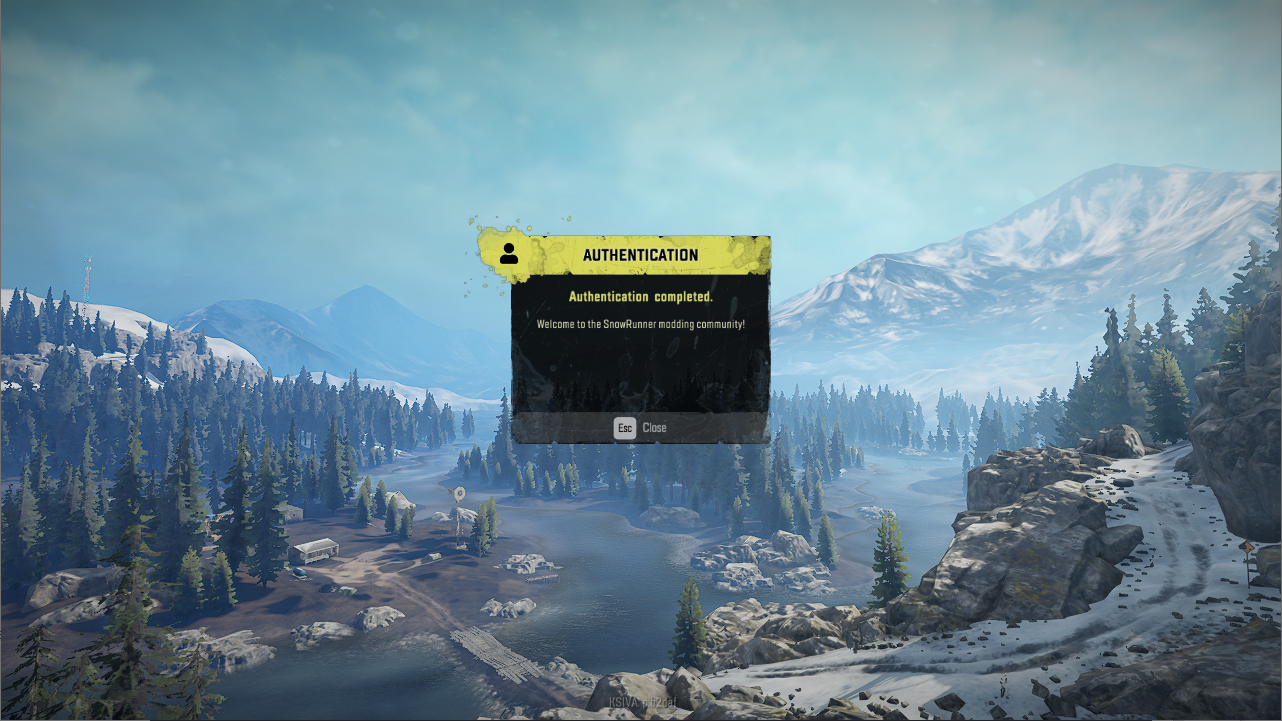 AUTHENTICATION
Authentication completed.
Welcome to the SnowRunner modding community!
Esc Close